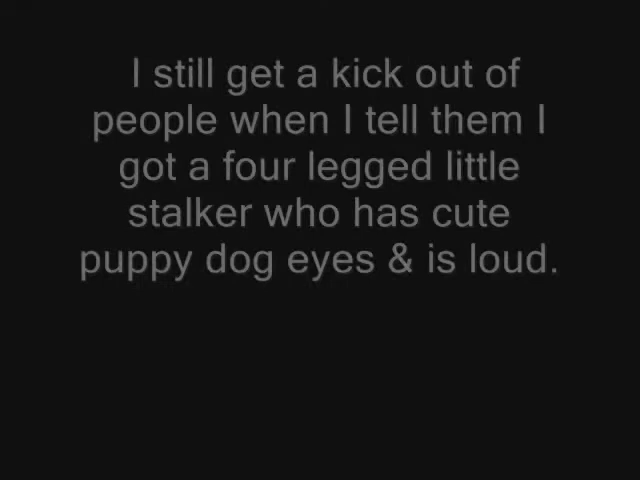 I still get a kick out of
people when I tell them I
got a four legged little
stalker who has cute
puppy dog eyes & is loud.